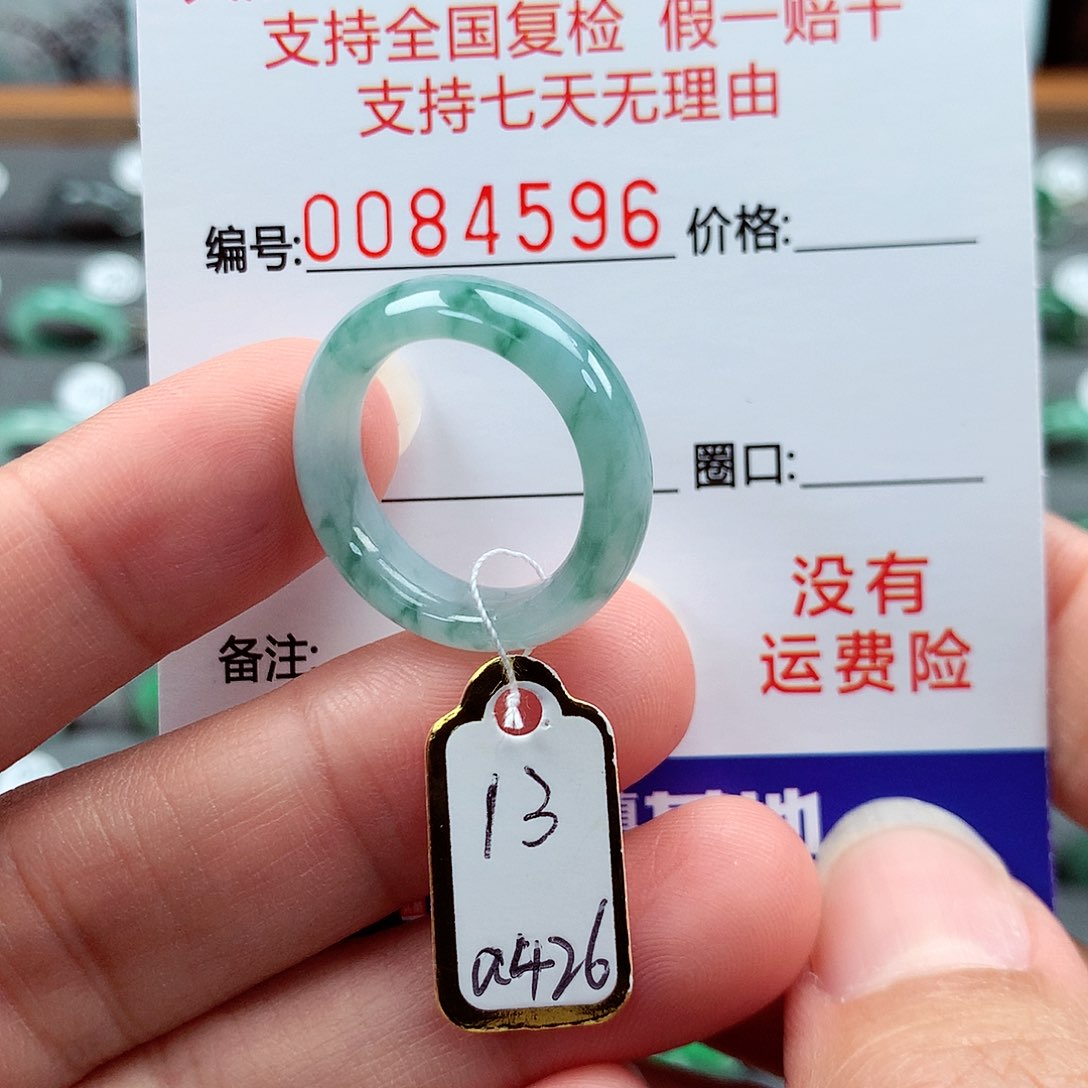 支持全国复检 假一赔十
支持七天无理由
编号:0084596 价格:
圈口:
没有
运费险
备注:
13
a426